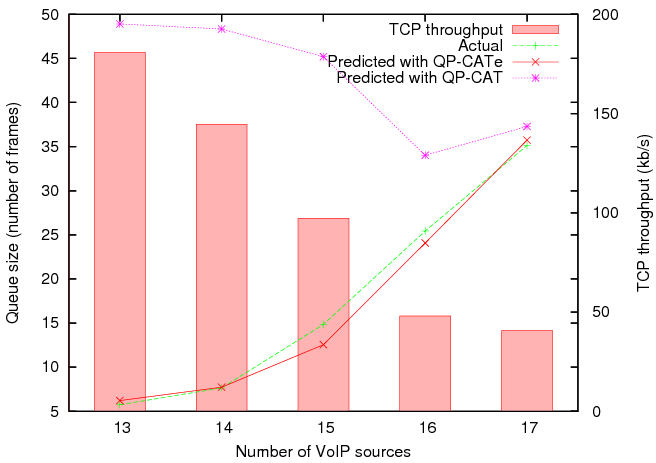 50
45
40
35
30
25
20
15
10
5
200
150
100
50
0
13 14 15 16 17
Number of VoIP sources
Queue size (number of frames)
TCP throughput (kb/s)
TCP throughput
Actual
Predicted with QP-CATe
Predicted with QP-CAT